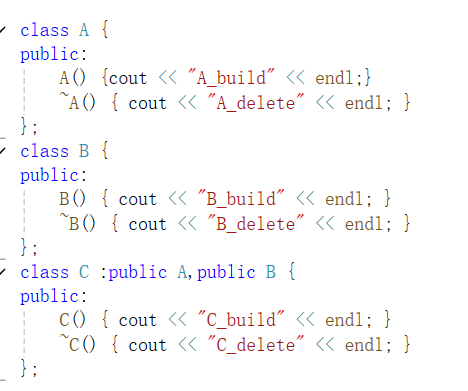 class A {
public:
A() {cout << "A_build" << endl;}
~A() { cout << "A_delete" << endl; }
};
class B {
public:
B() { cout << "B_build" << endl; }
~B() { cout << "B_delete" << endl; }
};
class C :public A,public B {
public:
C() { cout << "C_build" << endl; }
~C() { cout << "C_delete" << endl; }
};